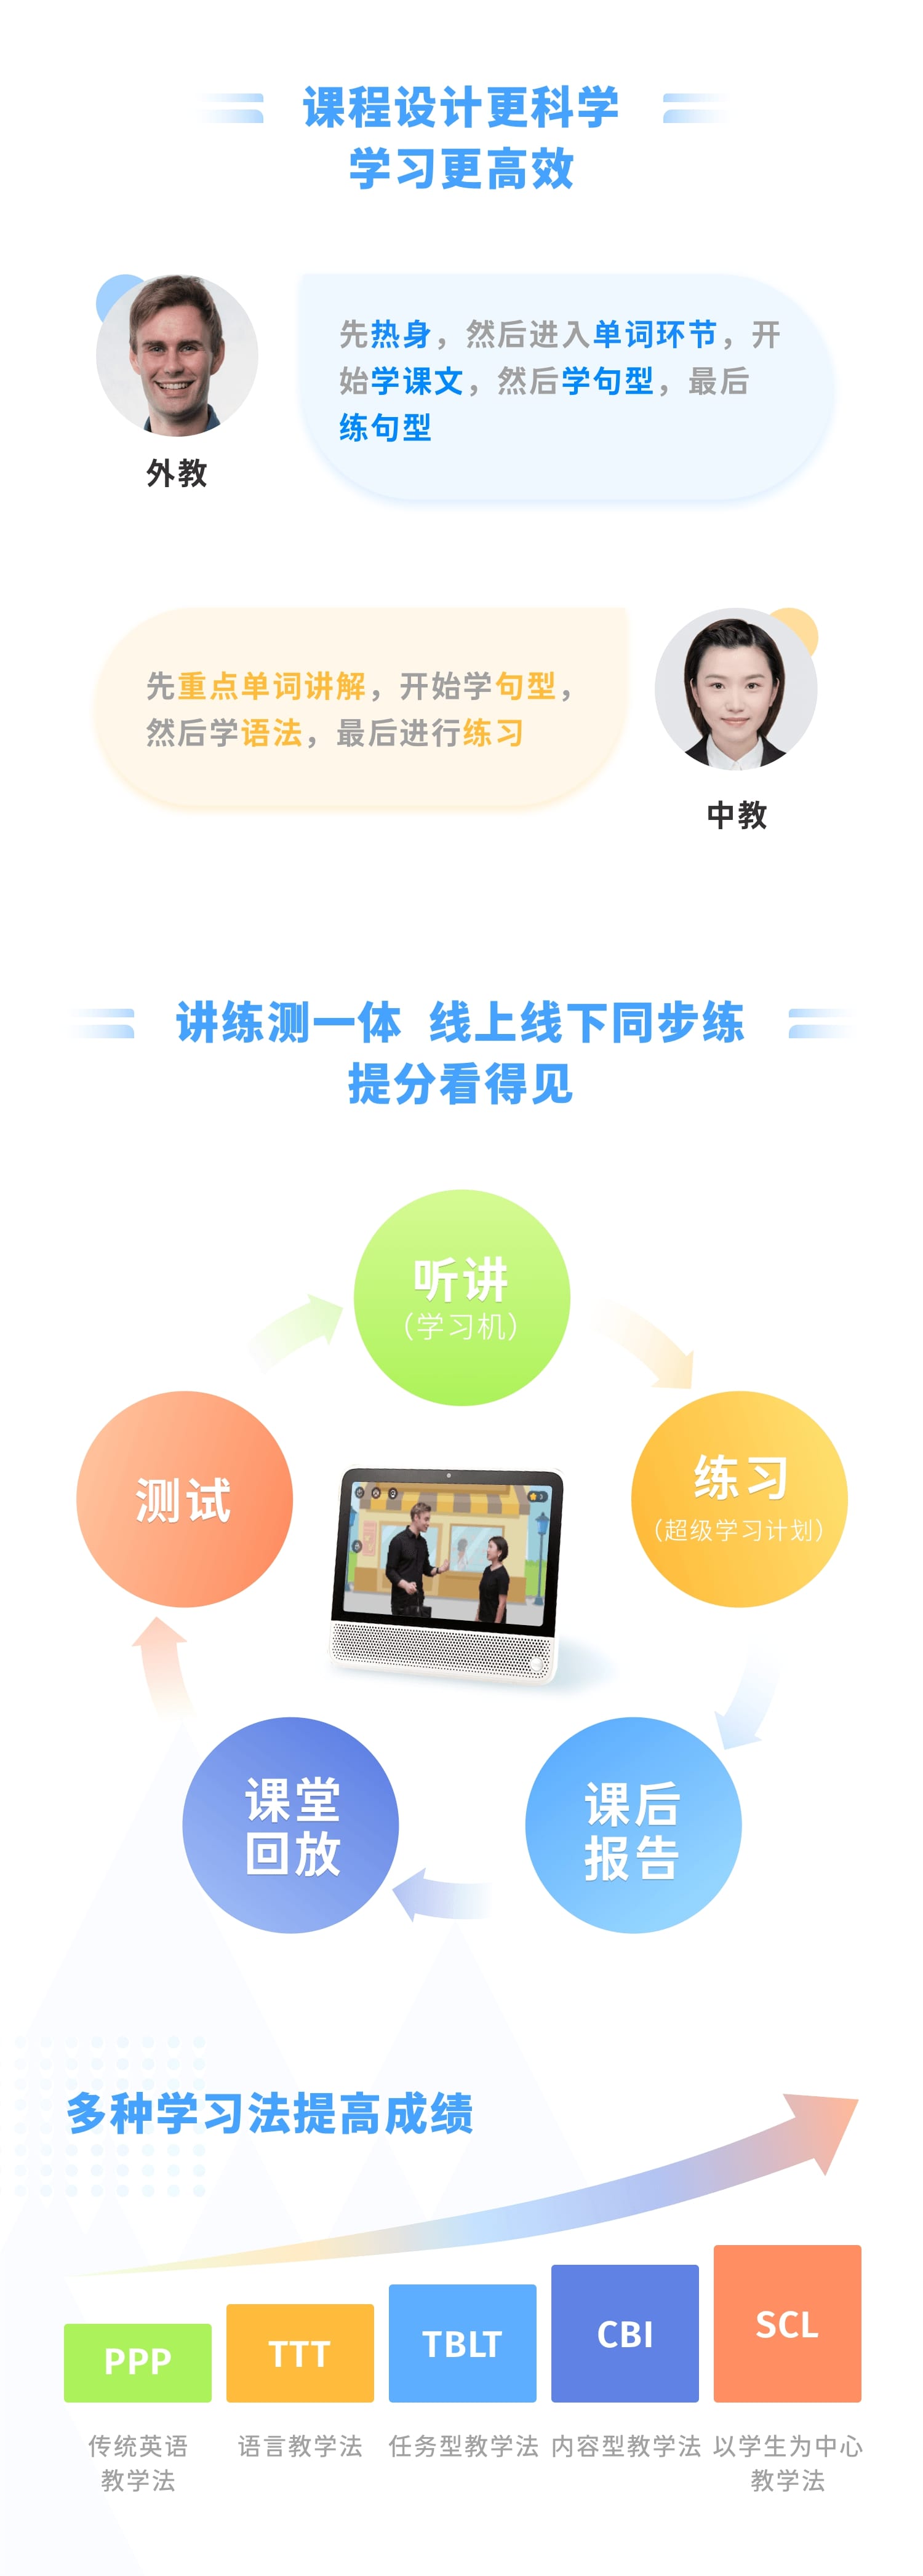 课程设计更科学
学习更高效
先热身，然后进入单词环节，开
始学课文，然后学句型，最后
练句型
外教
先重点单词讲解，开始学句型，
然后学语法，最后进行练习
中教
讲练测一体 线上线下同步练
提分看得见
听讲
（学习机）
练习
（超级学习计划）
测试
课后
报告
课堂
回放
多种学习法提高成绩
PPP
TTT
TBLT
CBI
SCL
传统英语
教学法
语言教学法
任务型教学法
内容型教学法
以学生为中心
教学法